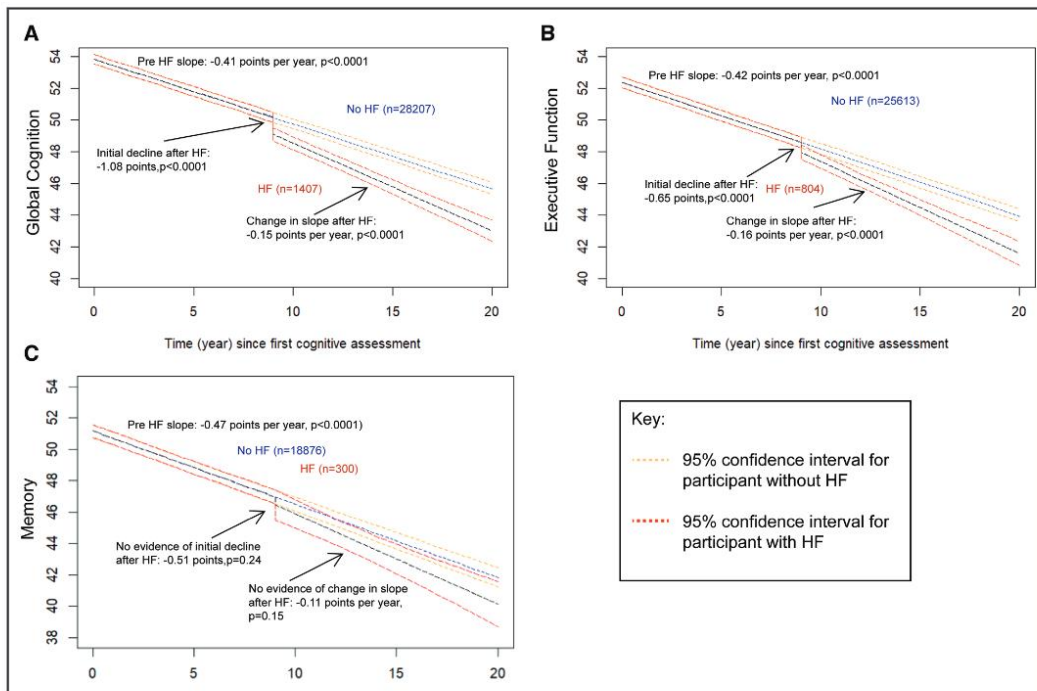 A
54
52
50
48
46
44
42
40
Global Cognition
Pre HF slope: -0.41 points per year, p<0.0001
No HF (n=28207)
Initial decline after HF:
-1.08 points,p<0.0001
HF (n=1407)
Change in slope after HF:
-0.15 points per year, p<0.0001
0 5 10 15 20
Time (year) since first cognitive assessment
B
54
52
50
48
46
44
42
40
Executive Function
Pre HF slope: -0.42 points per year, p<0.0001
No HF (n=25613)
Initial decline after HF:
-0.65 points,p<0.0001
HF (n=804)
Change in slope after HF:
-0.16 points per year, p<0.0001
0 5 10 15 20
Time (year) since first cognitive assessment
C
54
52
50
48
46
44
42
40
38
Memory
Pre HF slope: -0.47 points per year, p<0.0001)
No HF (n=18876)
HF (n=300)
No evidence of initial decline
after HF: -0.51 points,p=0.24
No evidence of change in slope
after HF: -0.11 points per year,
p=0.15
0 5 10 15 20
Key:
95% confidence interval for
participant without HF
95% confidence interval for
participant with HF